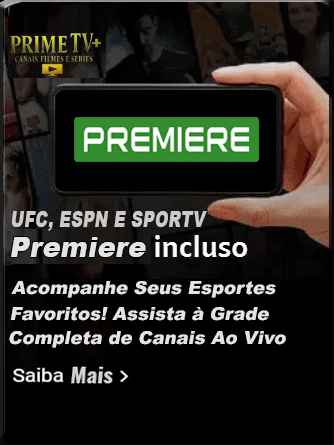 PRIME TV+
CANAIS, FILMES E SERIES
PREMIERE
UFC, ESPN E SPORTV
Premiere incluso
Acompanhe Seus Esportes
Favoritos! Assista à Grade
Completa de Canais Ao Vivo
Saiba Mais >